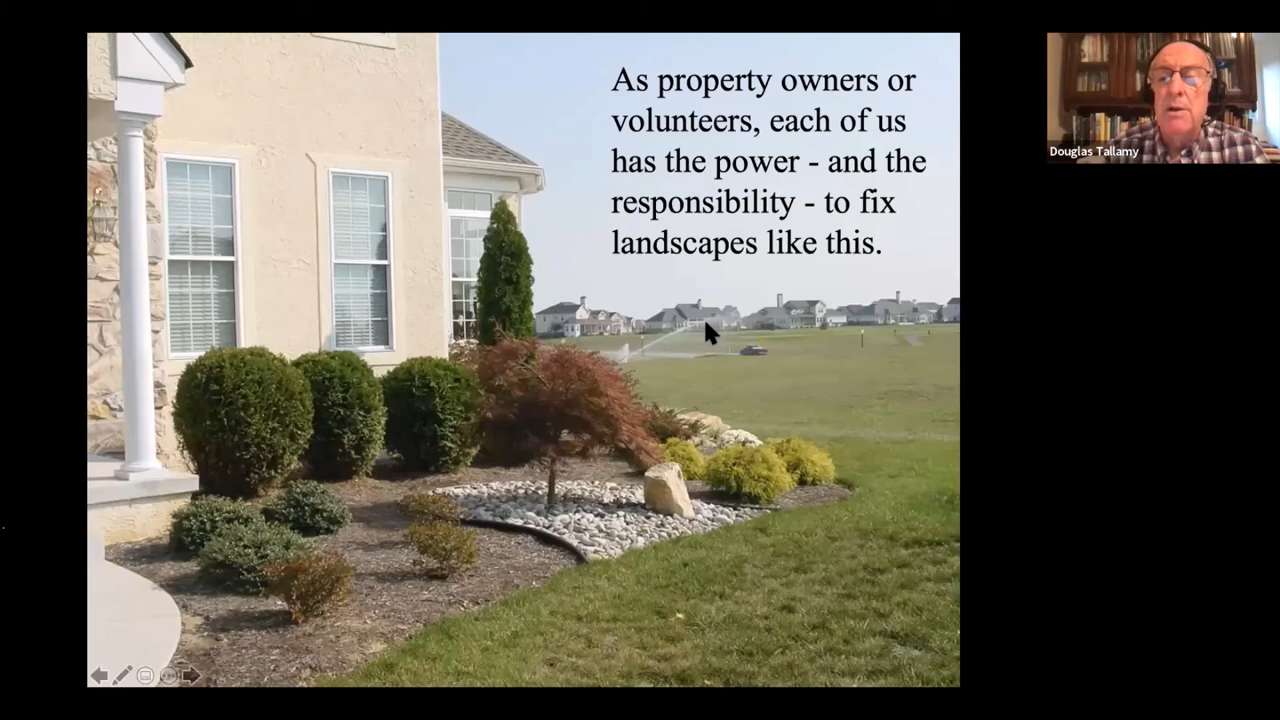 As property owners or
volunteers, each of us
has the power - and the
responsibility - to fix
landscapes like this.
Douglas Tallamy